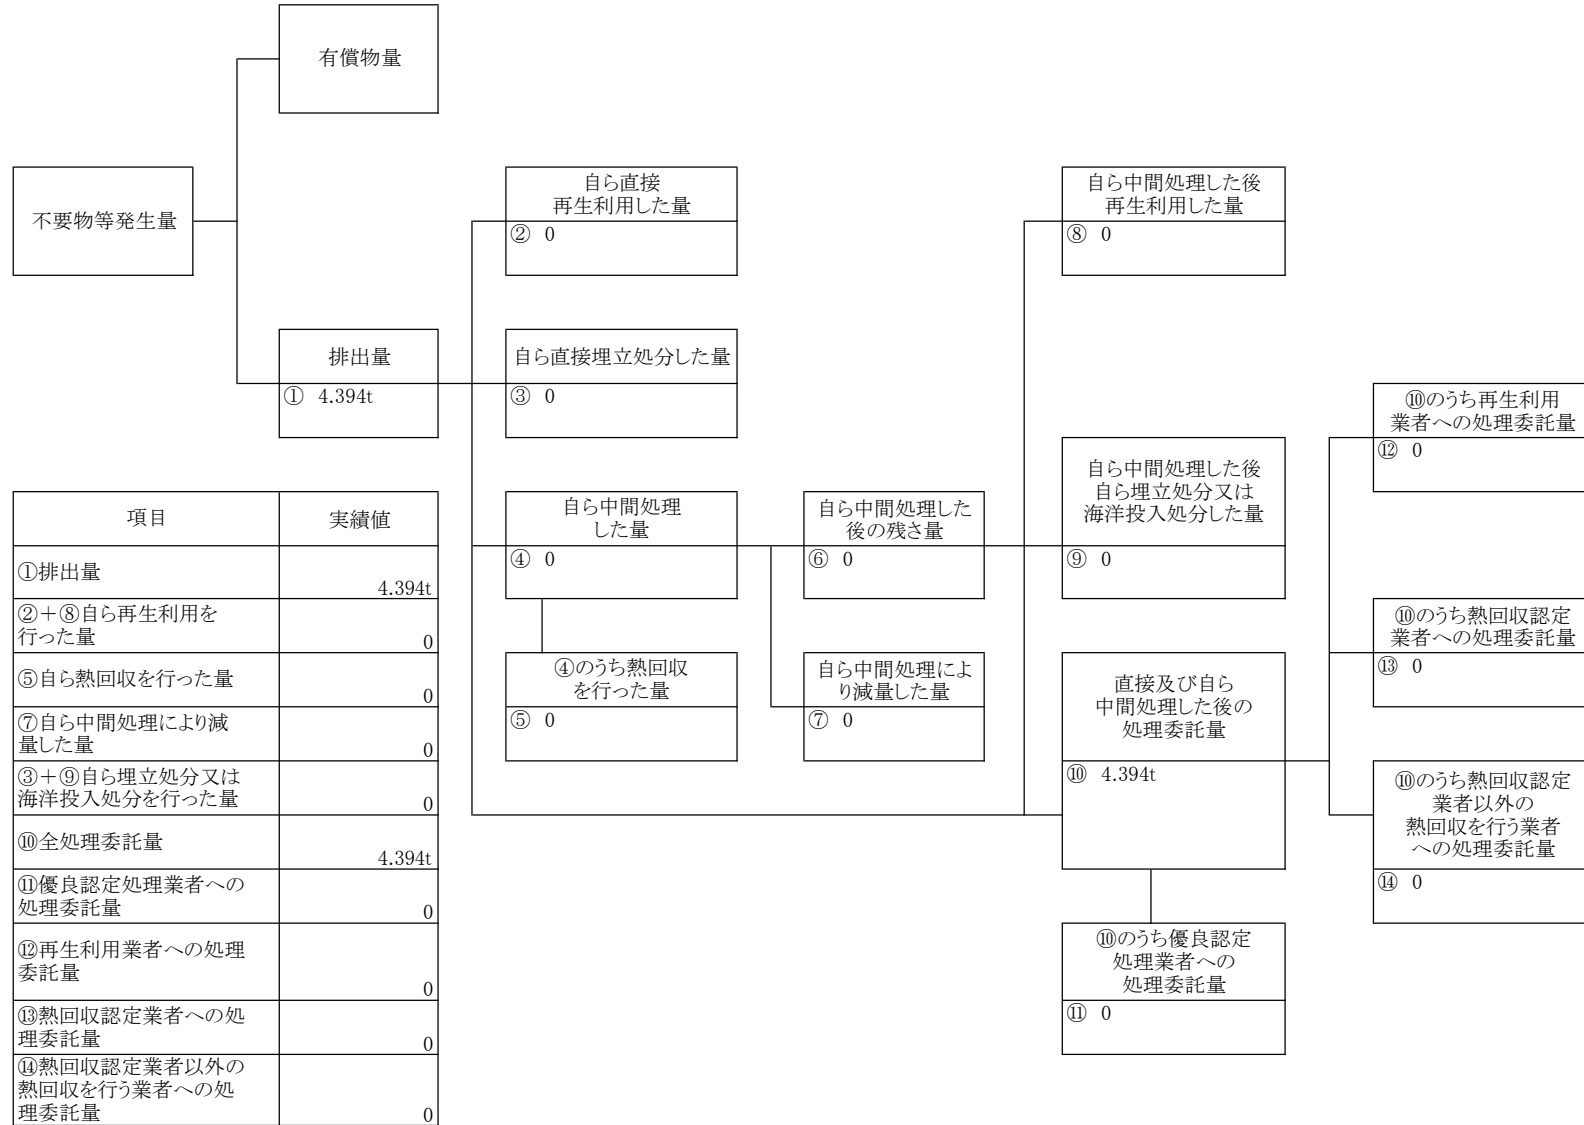 有償物量
不要物等発生量
自ら直接
再生利用した量
② 0
自ら中間処理した後
再生利用した量
⑧ 0
排出量
① 4.394t
自ら直接埋立処分した量
③ 0
⑩のうち再生利用
業者への処理委託量
⑫ 0
自ら中間処理
した量
④ 0
自ら中間処理した
後の残さ量
⑥ 0
自ら中間処理した後
自ら埋立処分又は
海洋投入処分した量
⑨ 0
⑩のうち熱回収認定
業者への処理委託量
⑬ 0
④のうち熱回収
を行った量
⑤ 0
自ら中間処理によ
り減量した量
⑦ 0
直接及び自ら
中間処理した後の
処理委託量
⑩ 4.394t
⑩のうち熱回収認定
業者以外の
熱回収を行う業者
への処理委託量
⑭ 0
⑩のうち優良認定
処理業者への
処理委託量
⑪ 0
項目 実績値
①排出量
4.394t
②+⑧自ら再生利用を
行った量 0
⑤自ら熱回収を行った量
0
⑦自ら中間処理により減
量した量 0
③+⑨自ら埋立処分又は
海洋投入処分を行った量 0
⑩全処理委託量
4.394t
⑪優良認定処理業者への
処理委託量 0
⑫再生利用業者への処理
委託量
0
⑬熱回収認定業者への処
理委託量 0
⑭熱回収認定業者以外の
熱回収を行う業者への処
理委託量 0